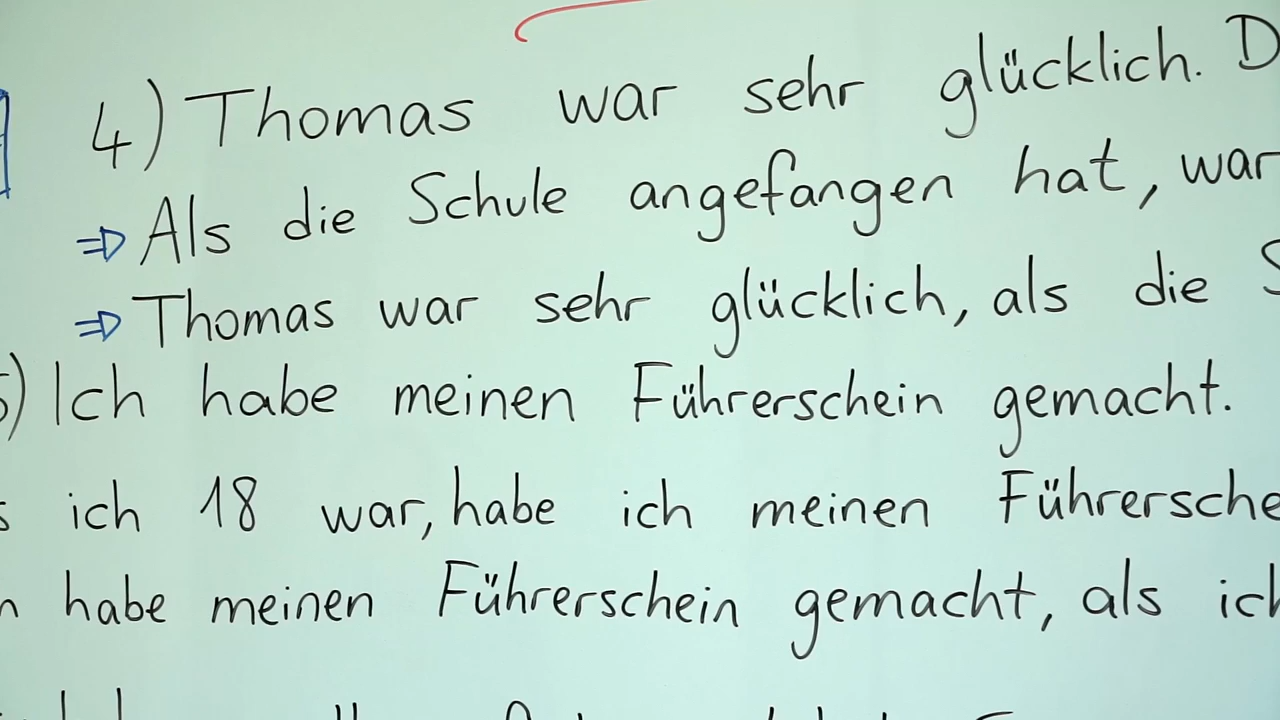 4) Thomas war sehr glücklich. D
⇒ Als die Schule angefangen hat, war
⇒ Thomas war sehr glücklich, als die S
5) Ich habe meinen Führerschein gemacht.
s ich 18 war, habe ich meinen Führersche
h habe meinen Führerschein gemacht, als ich